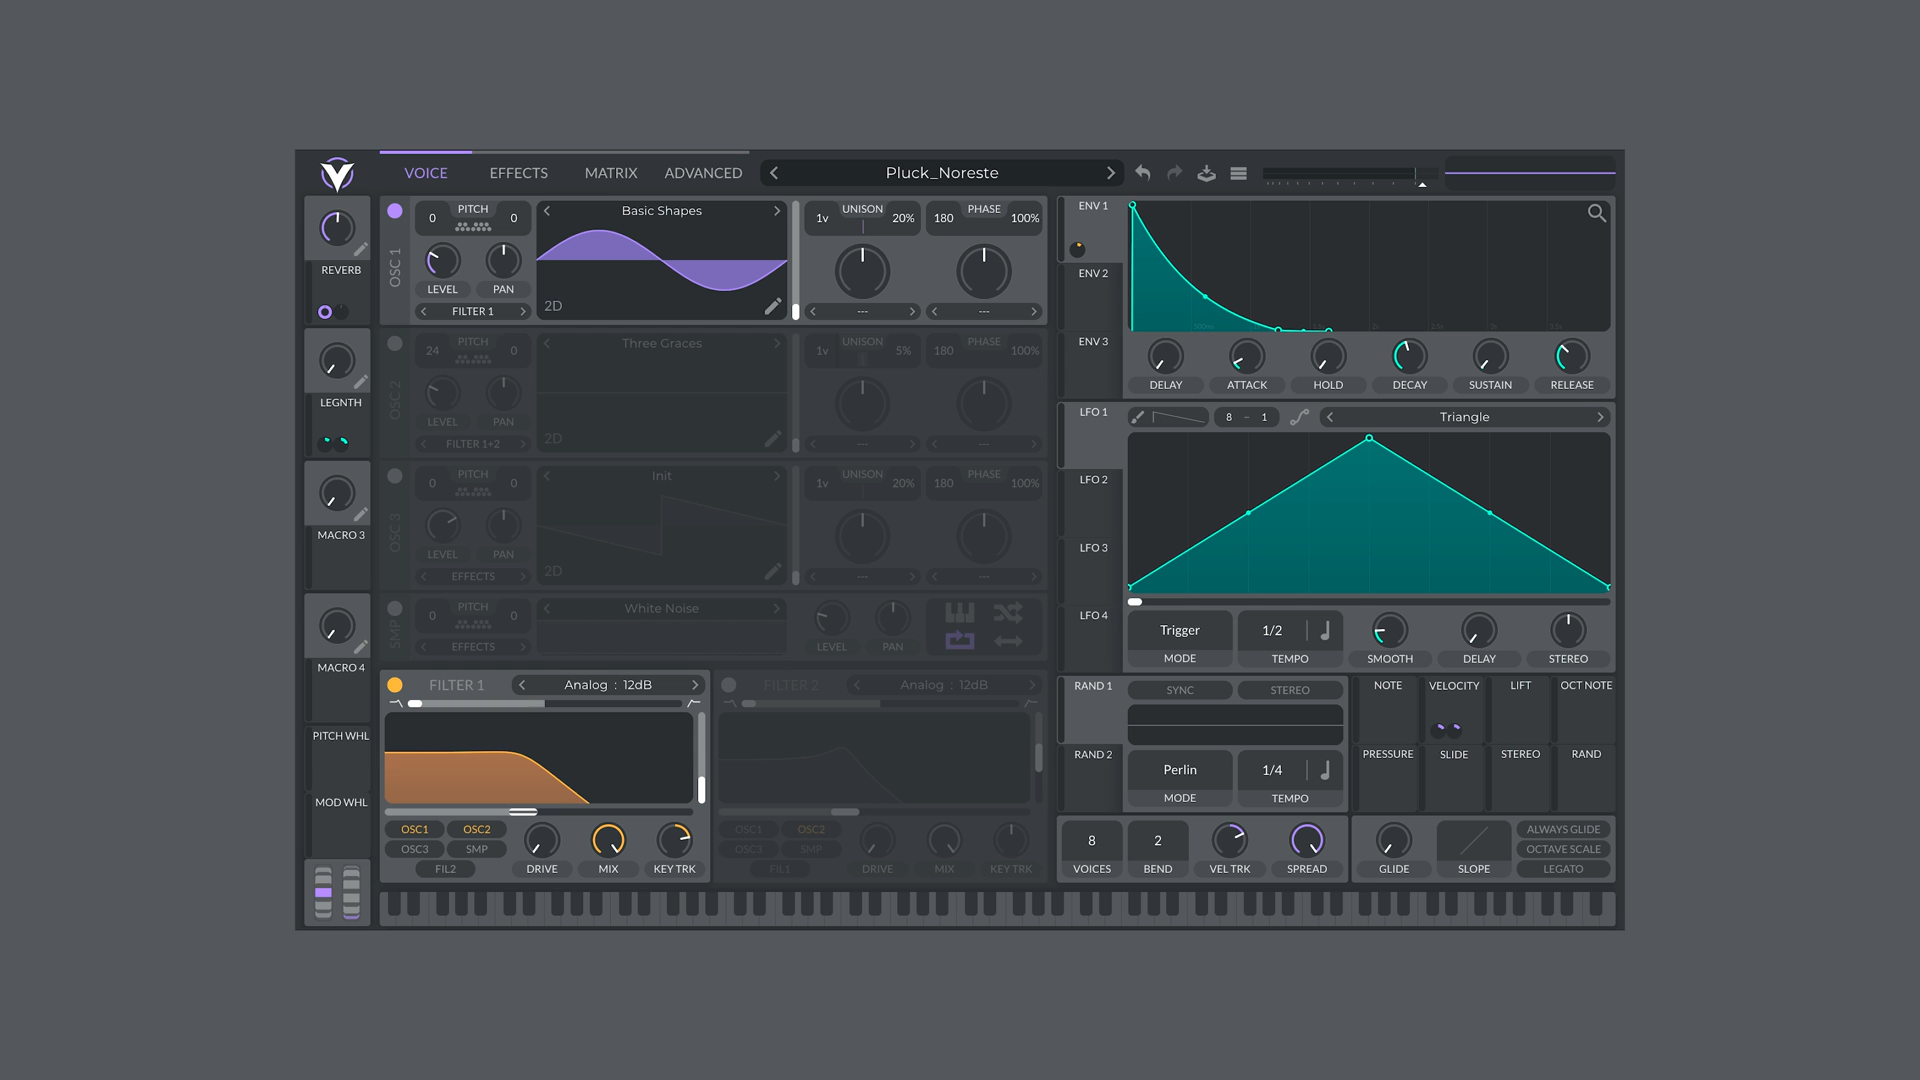 VOICE EFFECTS MATRIX ADVANCED Pluck_Noreste
REVERB
LEGNTH
MACRO 3
MACRO 4
PITCH WHL
MOD WHL
OSC 1
0 PITCH 0
LEVEL PAN
FILTER 1
Basic Shapes
2D
1v UNISON 20%
180 PHASE 100%
---
---
OSC 2
24 PITCH 0
LEVEL PAN
FILTER 1+2
Three Graces
2D
1v UNISON 5%
180 PHASE 100%
---
---
OSC 3
0 PITCH 0
LEVEL PAN
EFFECTS
Init
2D
1v UNISON 20%
180 PHASE 100%
---
---
SMP
0 PITCH 0
EFFECTS
White Noise
LEVEL PAN
FILTER 1 Analog : 12dB
OSC1 OSC2
OSC3 SMP
FIL2
DRIVE MIX KEY TRK
FILTER 2 Analog : 12dB
OSC1 OSC2
OSC3 SMP
FIL1
DRIVE MIX KEY TRK
ENV 1
ENV 2
ENV 3
DELAY ATTACK HOLD DECAY SUSTAIN RELEASE
LFO 1
LFO 2
LFO 3
LFO 4
8 - 1
Triangle
Trigger
MODE
1/2
TEMPO
SMOOTH DELAY STEREO
RAND 1
RAND 2
SYNC STEREO
Perlin
MODE
1/4
TEMPO
NOTE VELOCITY LIFT OCT NOTE
PRESSURE SLIDE STEREO RAND
8
VOICES
2
BEND
VEL TRK SPREAD
GLIDE SLOPE
ALWAYS GLIDE
OCTAVE SCALE
LEGATO